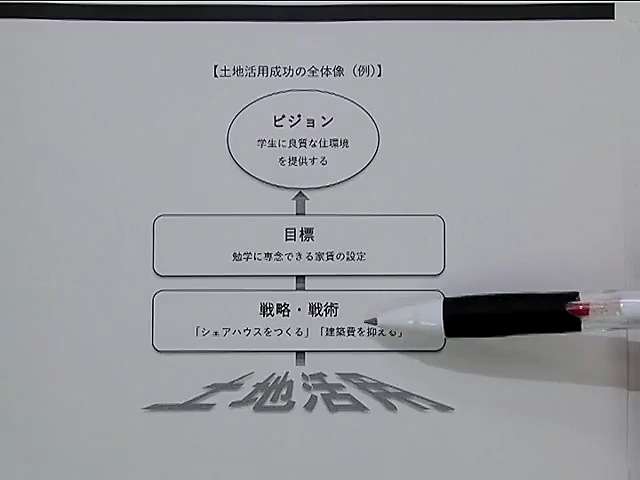 【土地活用成功の全体像（例）】
ビジョン
学生に良質な住環境
を提供する
目標
勉学に専念できる家賃の設定
戦略・戦術
「シェアハウスをつくる」「建築費を抑える」
土地活用